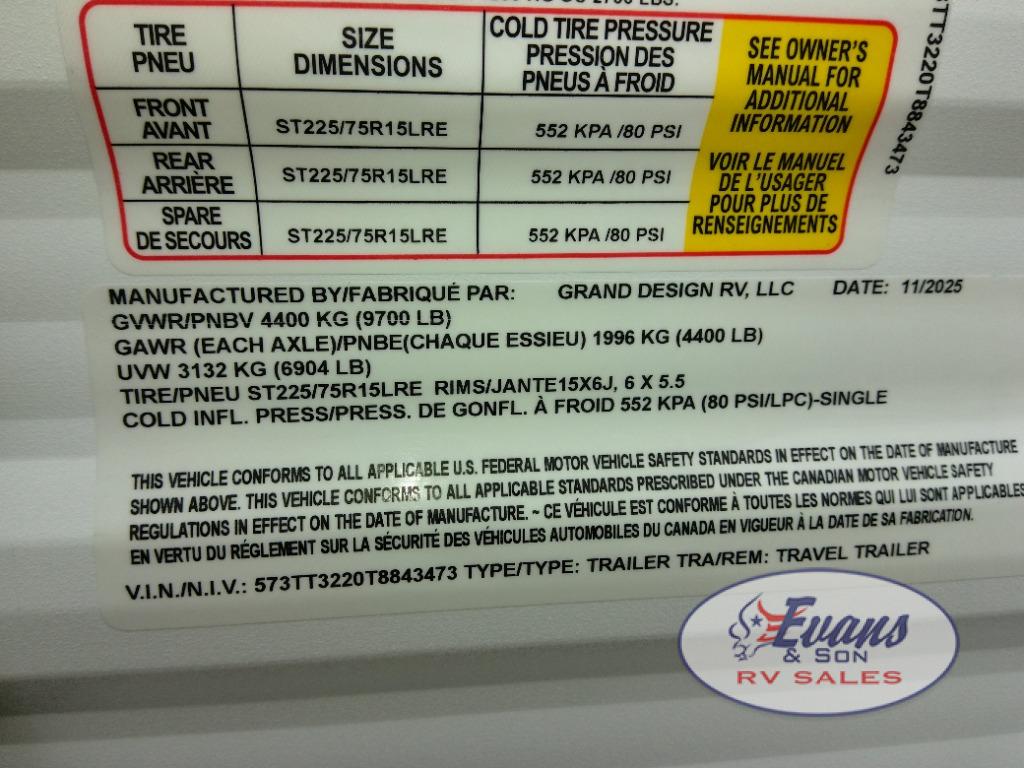 TIRE
PNEU
SIZE
DIMENSIONS
COLD TIRE PRESSURE
PRESSION DES
PNEUS À FROID
SEE OWNER'S
MANUAL FOR
ADDITIONAL
INFORMATION
FRONT
AVANT
ST225/75R15LRE
552 KPA /80 PSI
REAR
ARRIÈRE
ST225/75R15LRE
552 KPA /80 PSI
VOIR LE MANUEL
DE L'USAGER
POUR PLUS DE
RENSEIGNEMENTS
SPARE
DE SECOURS
ST225/75R15LRE
552 KPA /80 PSI
TT3220T8843473
MANUFACTURED BY/FABRIQUÉ PAR: GRAND DESIGN RV, LLC DATE: 11/2025
GVWR/PNBV 4400 KG (9700 LB)
GAWR (EACH AXLE)/PNBE(CHAQUE ESSIEU) 1996 KG (4400 LB)
UVW 3132 KG (6904 LB)
TIRE/PNEU ST225/75R15LRE RIMS/JANTE15X6J, 6 X 5.5
COLD INFL. PRESS/PRESS. DE GONFL. À FROID 552 KPA (80 PSI/LPC)-SINGLE
THIS VEHICLE CONFORMS TO ALL APPLICABLE U.S. FEDERAL MOTOR VEHICLE SAFETY STANDARDS IN EFFECT ON THE DATE OF MANUFACTURE
SHOWN ABOVE. THIS VEHICLE CONFORMS TO ALL APPLICABLE STANDARDS PRESCRIBED UNDER THE CANADIAN MOTOR VEHICLE SAFETY
REGULATIONS IN EFFECT ON THE DATE OF MANUFACTURE. ~ CE VÉHICULE EST CONFORME À TOUTES LES NORMES QUI LUI SONT APPLICABLES
EN VERTU DU RÉGLEMENT SUR LA SÉCURITÉ DES VÉHICULES AUTOMOBILES DU CANADA EN VIGUEUR À LA DATE DE SA FABRICATION.
V.I.N./N.I.V.: 573TT3220T8843473 TYPE/TYPE: TRAILER TRA/REM: TRAVEL TRAILER
Evans
& SON
RV SALES